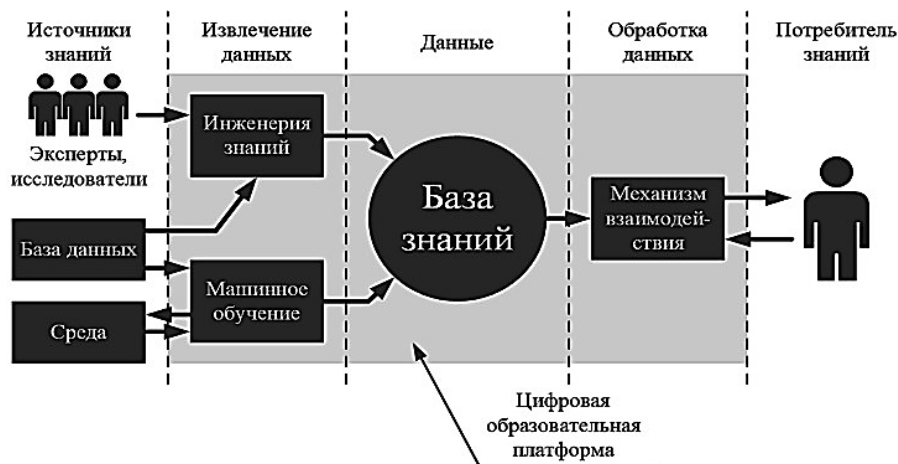 Источники
знаний
Извлечение
данных
Данные
Обработка
данных
Потребитель
знаний
Эксперты,
исследователи
Инженерия
знаний
База данных
Машинное
обучение
Среда
База
знаний
Механизм
взаимодей-
ствия
Цифровая
образовательная
платформа